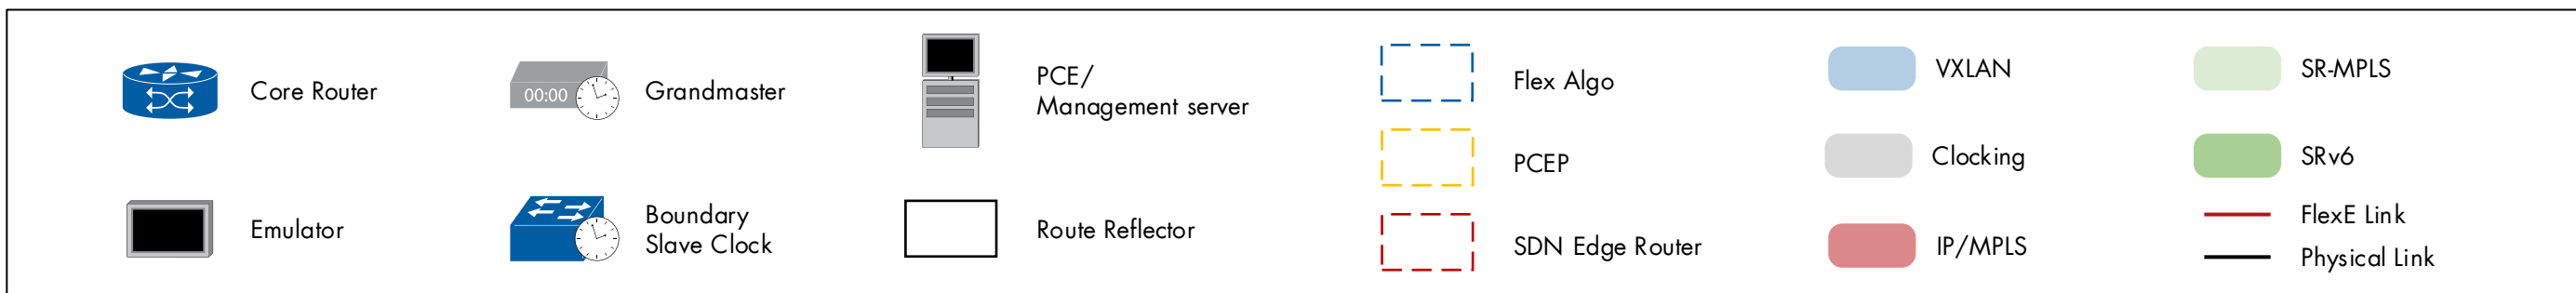 Core Router
Emulator
00:00
Grandmaster
Boundary
Slave Clock
PCE/
Management server
Route Reflector
Flex Algo
PCEP
SDN Edge Router
VXLAN
Clocking
IP/MPLS
SR-MPLS
SRv6
FlexE Link
Physical Link